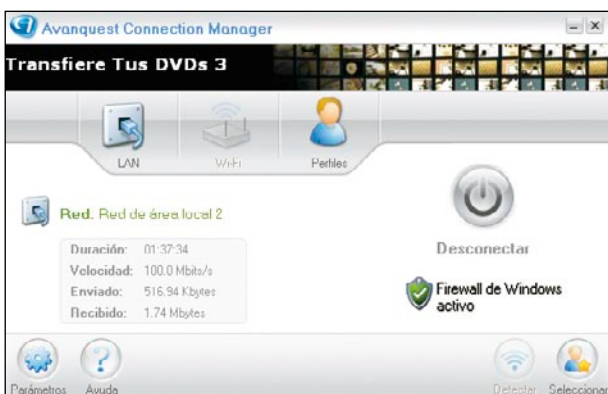 Avanquest Connection Manager
Transfiere Tus DVDs 3
LAN
Wi-Fi
Perfiles
Red. Red de área local 2
Duración: 01:37:34
Velocidad: 100.0 Mbits/s
Enviado: 516.94 Kbytes
Recibido: 1.74 Mbytes
Desconectar
Firewall de Windows
activo
Parámetros
Ayuda
Detectar
Seleccionar